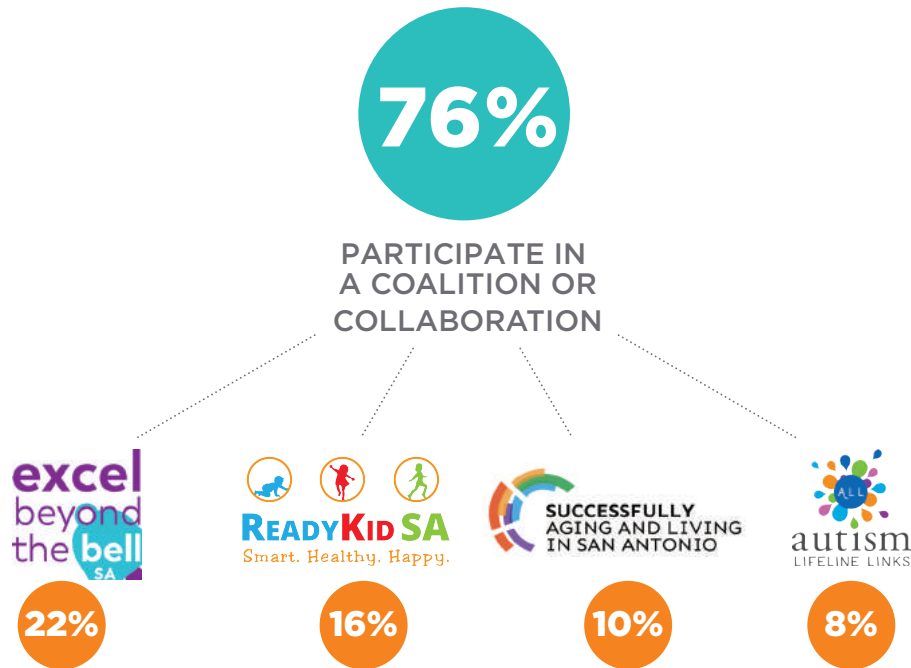 76%
PARTICIPATE IN
A COALITION OR
COLLABORATION
excel
beyond
the bell
SA
22%
READYKID SA
Smart. Healthy. Happy.
16%
SUCCESSFULLY
AGING AND LIVING
IN SAN ANTONIO
10%
ALL
autism
LIFELINE LINKS
8%